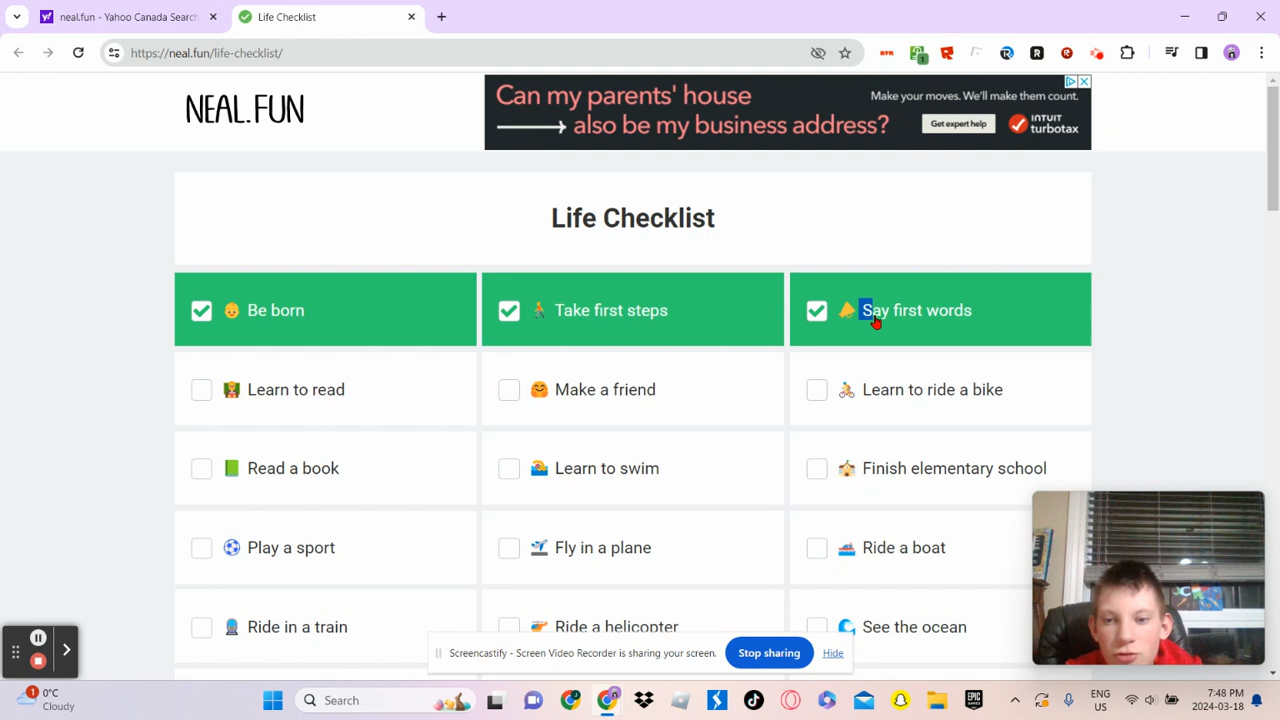 neal.fun - Yahoo Canada Search
Life Checklist
https://neal.fun/life-checklist/
NEAL.FUN
Can my parents' house
also be my business address?
Make your moves. We'll make them count.
Get expert help
INTUIT
turbotax
Life Checklist
Be born
Take first steps
Say first words
Learn to read
Make a friend
Learn to ride a bike
Read a book
Learn to swim
Finish elementary school
Play a sport
Fly in a plane
Ride a boat
Ride in a train
Ride a helicopter
See the ocean
Screencastify - Screen Video Recorder is sharing your screen.
Stop sharing
Hide
1
0°C
Cloudy
Search
EPIC
GAMES
ENG
US
7:48 PM
2024-03-18